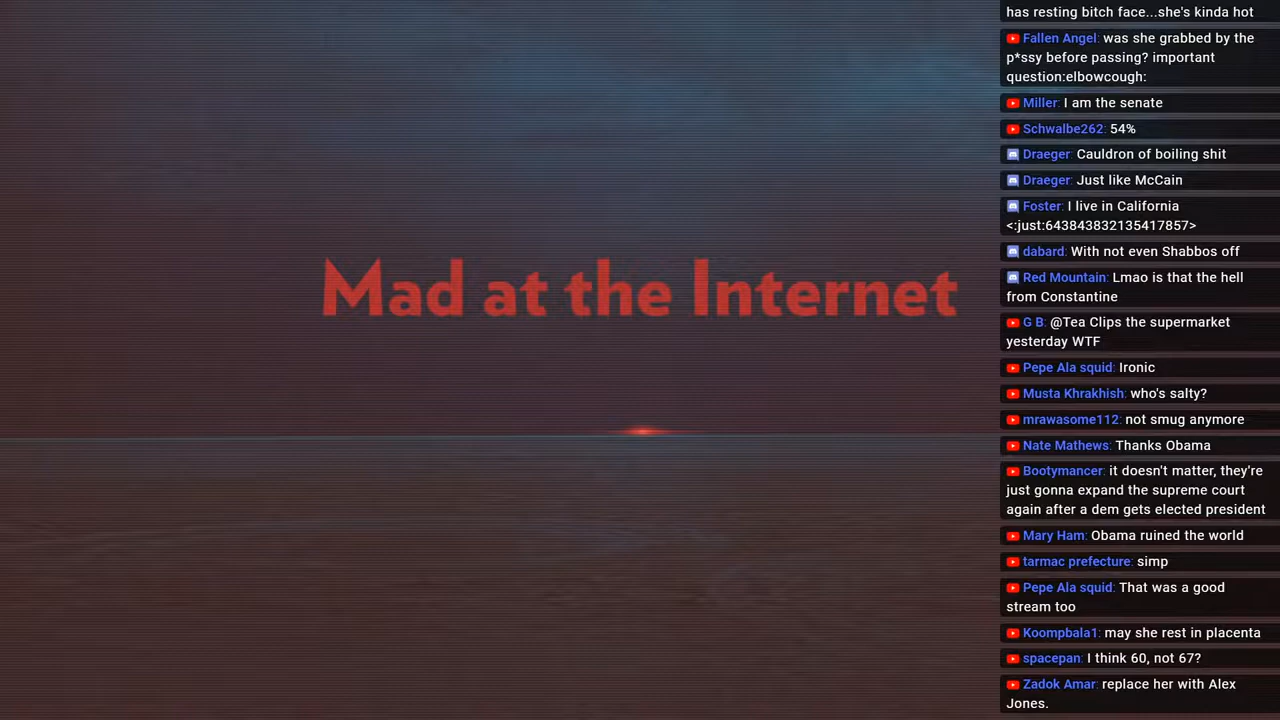 Mad at the Internet
has resting bitch face...she's kinda hot
Fallen Angel: was she grabbed by the
p*ssy before passing? important
question:elbowcough:
Miller: I am the senate
Schwalbe262: 54%
Draeger: Cauldron of boiling shit
Draeger: Just like McCain
Foster: I live in California
<:just:643843832135417857>
dabard: With not even Shabbos off
Red Mountain: Lmao is that the hell
from Constantine
G B: @Tea Clips the supermarket
yesterday WTF
Pepe Ala squid: Ironic
Musta Khrakhish: who's salty?
mrawasome112: not smug anymore
Nate Mathews: Thanks Obama
Bootymancer: it doesn't matter, they're
just gonna expand the supreme court
again after a dem gets elected president
Mary Ham: Obama ruined the world
tarmac prefecture: simp
Pepe Ala squid: That was a good
stream too
Koompbala1: may she rest in placenta
spacepan: I think 60, not 67?
Zadok Amar: replace her with Alex
Jones.